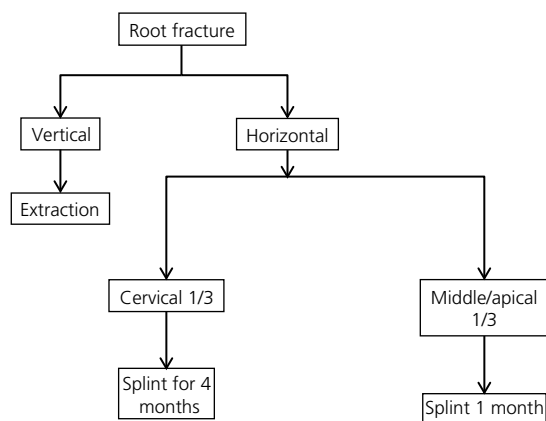 Root fracture
Vertical
Horizontal
Extraction
Cervical 1/3
Middle/apical
1/3
Splint for 4
months
Splint 1 month